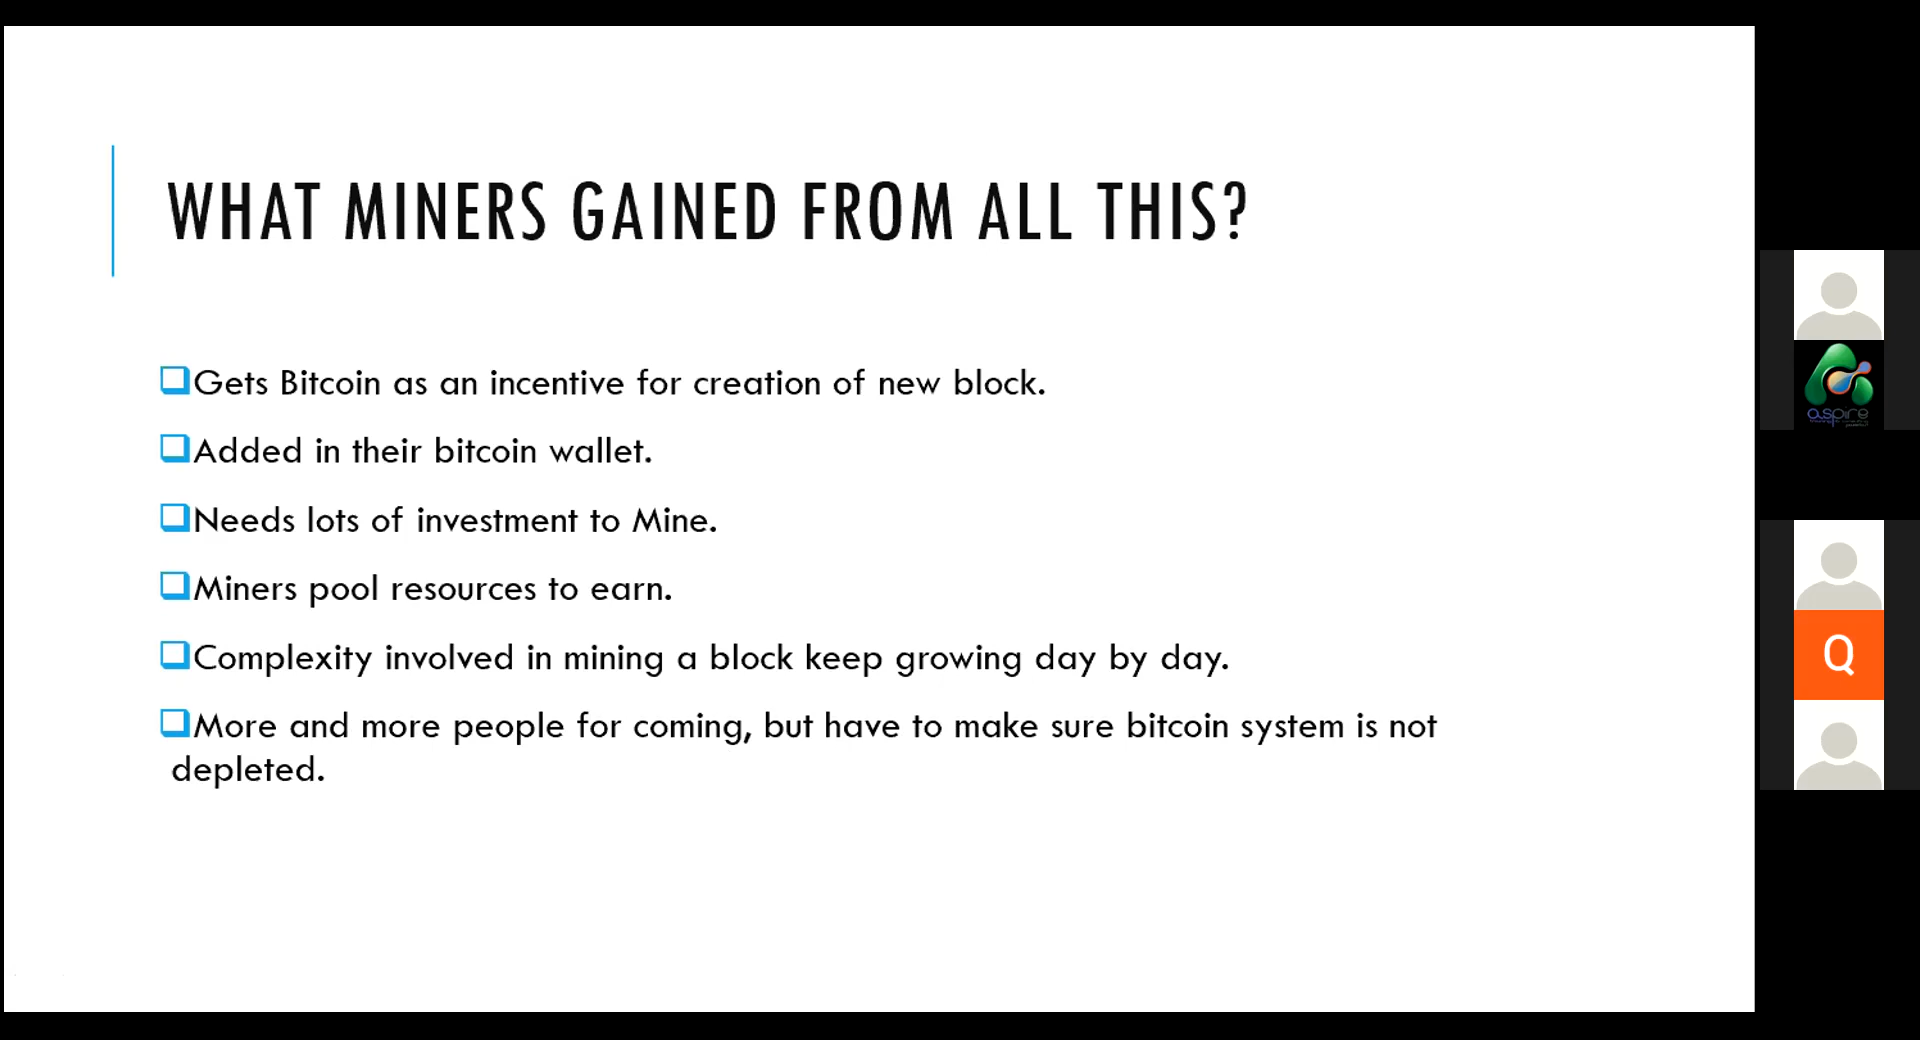 WHAT MINERS GAINED FROM ALL THIS?
Gets Bitcoin as an incentive for creation of new block.
Added in their bitcoin wallet.
Needs lots of investment to Mine.
Miners pool resources to earn.
Complexity involved in mining a block keep growing day by day.
More and more people for coming, but have to make sure bitcoin system is not
depleted.
aspire
Q